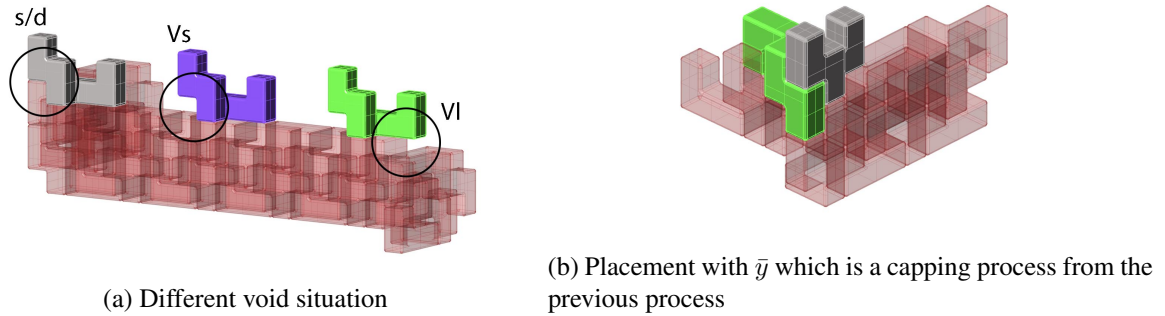 s/d
Vs
Vl
(a) Different void situation
(b) Placement with ȳ which is a capping process from the
previous process